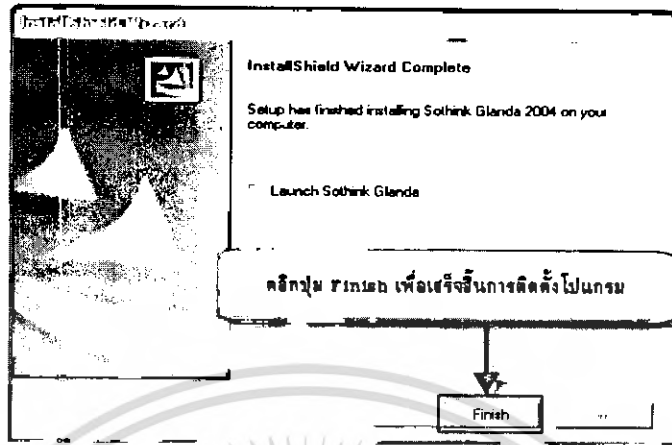 InstallShield Wizard
InstallShield Wizard Complete
Setup has finished installing Sothink Glanda 2004 on your
computer.
Launch Sothink Glanda
คลิกปุ่ม Finish เพื่อเสร็จสิ้นการติดตั้งโปแกรม
Finish